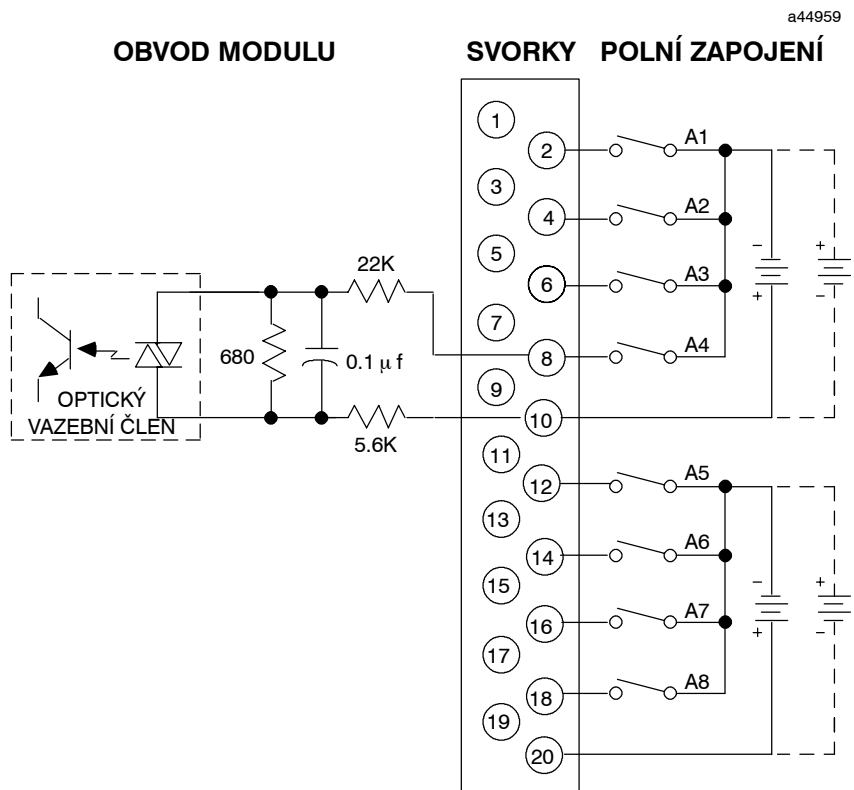 a44959
OBVOD MODULU
SVORKY
POLNÍ ZAPOJENÍ
1
2
A1
3
4
A2
5
6
A3
7
8
A4
9
10
- +
+ -
22K
680
0.1 µ f
5.6K
OPTICKÝ
VAZEBNÍ ČLEN
11
12
A5
13
14
A6
15
16
A7
17
18
A8
19
20
- +
+ -